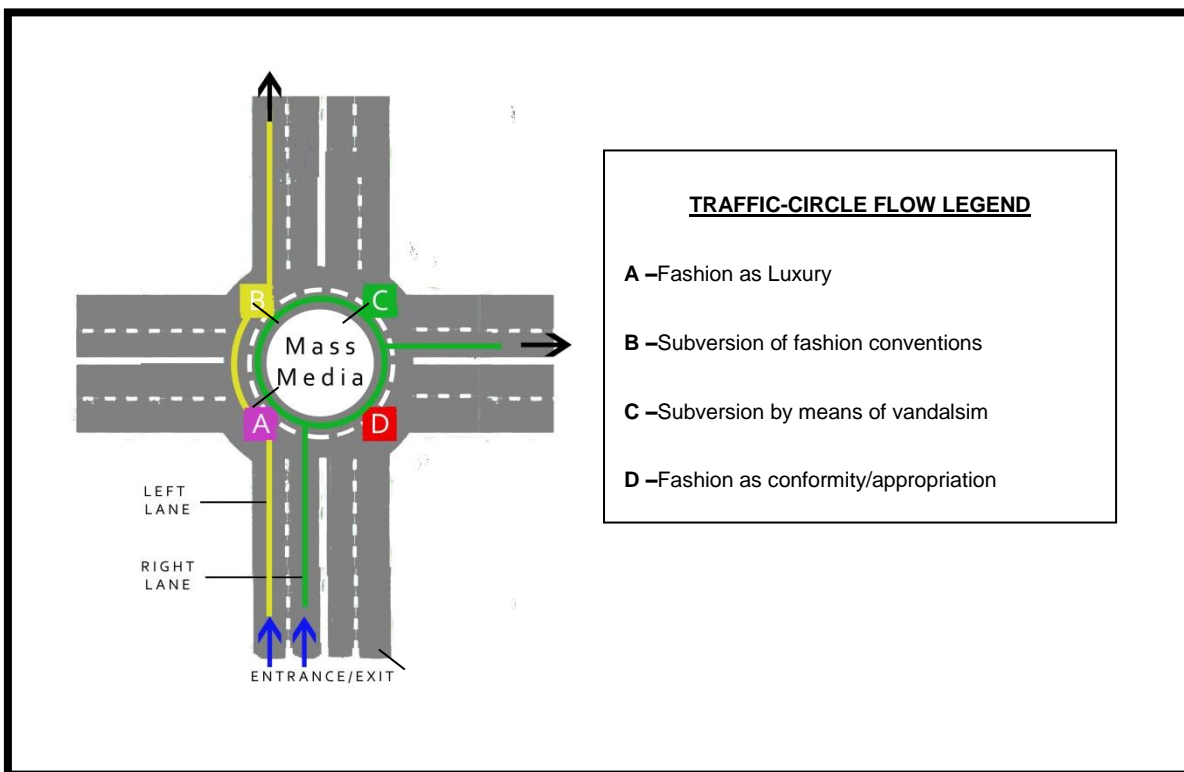 B
C
Mass
Media
A
D
LEFT
LANE
RIGHT
LANE
ENTRANCE/EXIT
TRAFFIC-CIRCLE FLOW LEGEND
A –Fashion as Luxury
B –Subversion of fashion conventions
C –Subversion by means of vandalsim
D –Fashion as conformity/appropriation